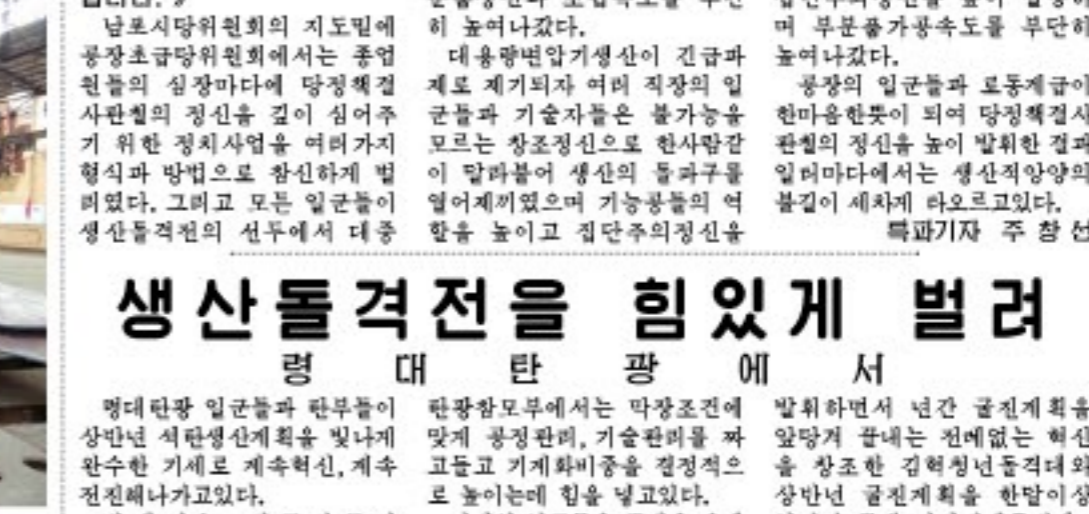 남포시당위원회의 지도밑에
공장초급당위원회에서는 종업
원들의 심장마다에 당정책결
사관철의 정신을 깊이 심어주
기 위한 정치사업을 여러가지
형식과 방법으로 참신하게 벌
리였다. 그리고 모든 일군들이
생산돌격전의 선두에서 대중
히 높여나갔다.
대용량변압기생산이 긴급과
제로 제기되자 여러 직장의 일
군들과 기술자들은 불가능을
모르는 창조정신으로 한사람같
이 달라붙어 생산의 돌파구를
열어제끼였으며 기능공들의 역
할을 높이고 집단주의정신을
며 부분품가공속도를 부단히
높여나갔다.
공장의 일군들과 로동계급이
한마음한뜻이 되여 당정책결사
관철의 정신을 높이 발휘한 결과
일터마다에서는 생산적앙양의
불길이 세차게 타오르고있다.
특파기자 주 창 선
생산돌격전을 힘있게 벌려
령대탄광에서
령대탄광 일군들과 탄부들이
상반년 석탄생산계획을 빛나게
완수한 기세로 계속혁신, 계속
전진해나가고있다.
탄광참모부에서는 막장조건에
맞게 공정관리, 기술관리를 짜
고들고 기계화비중을 결정적으
로 높이는데 힘을 넣고있다.
발휘하면서 년간 굴진계획을
앞당겨 끝내는 전례없는 혁신
을 창조한 김혁청년돌격대와
상반년 굴진계획을 한달이상